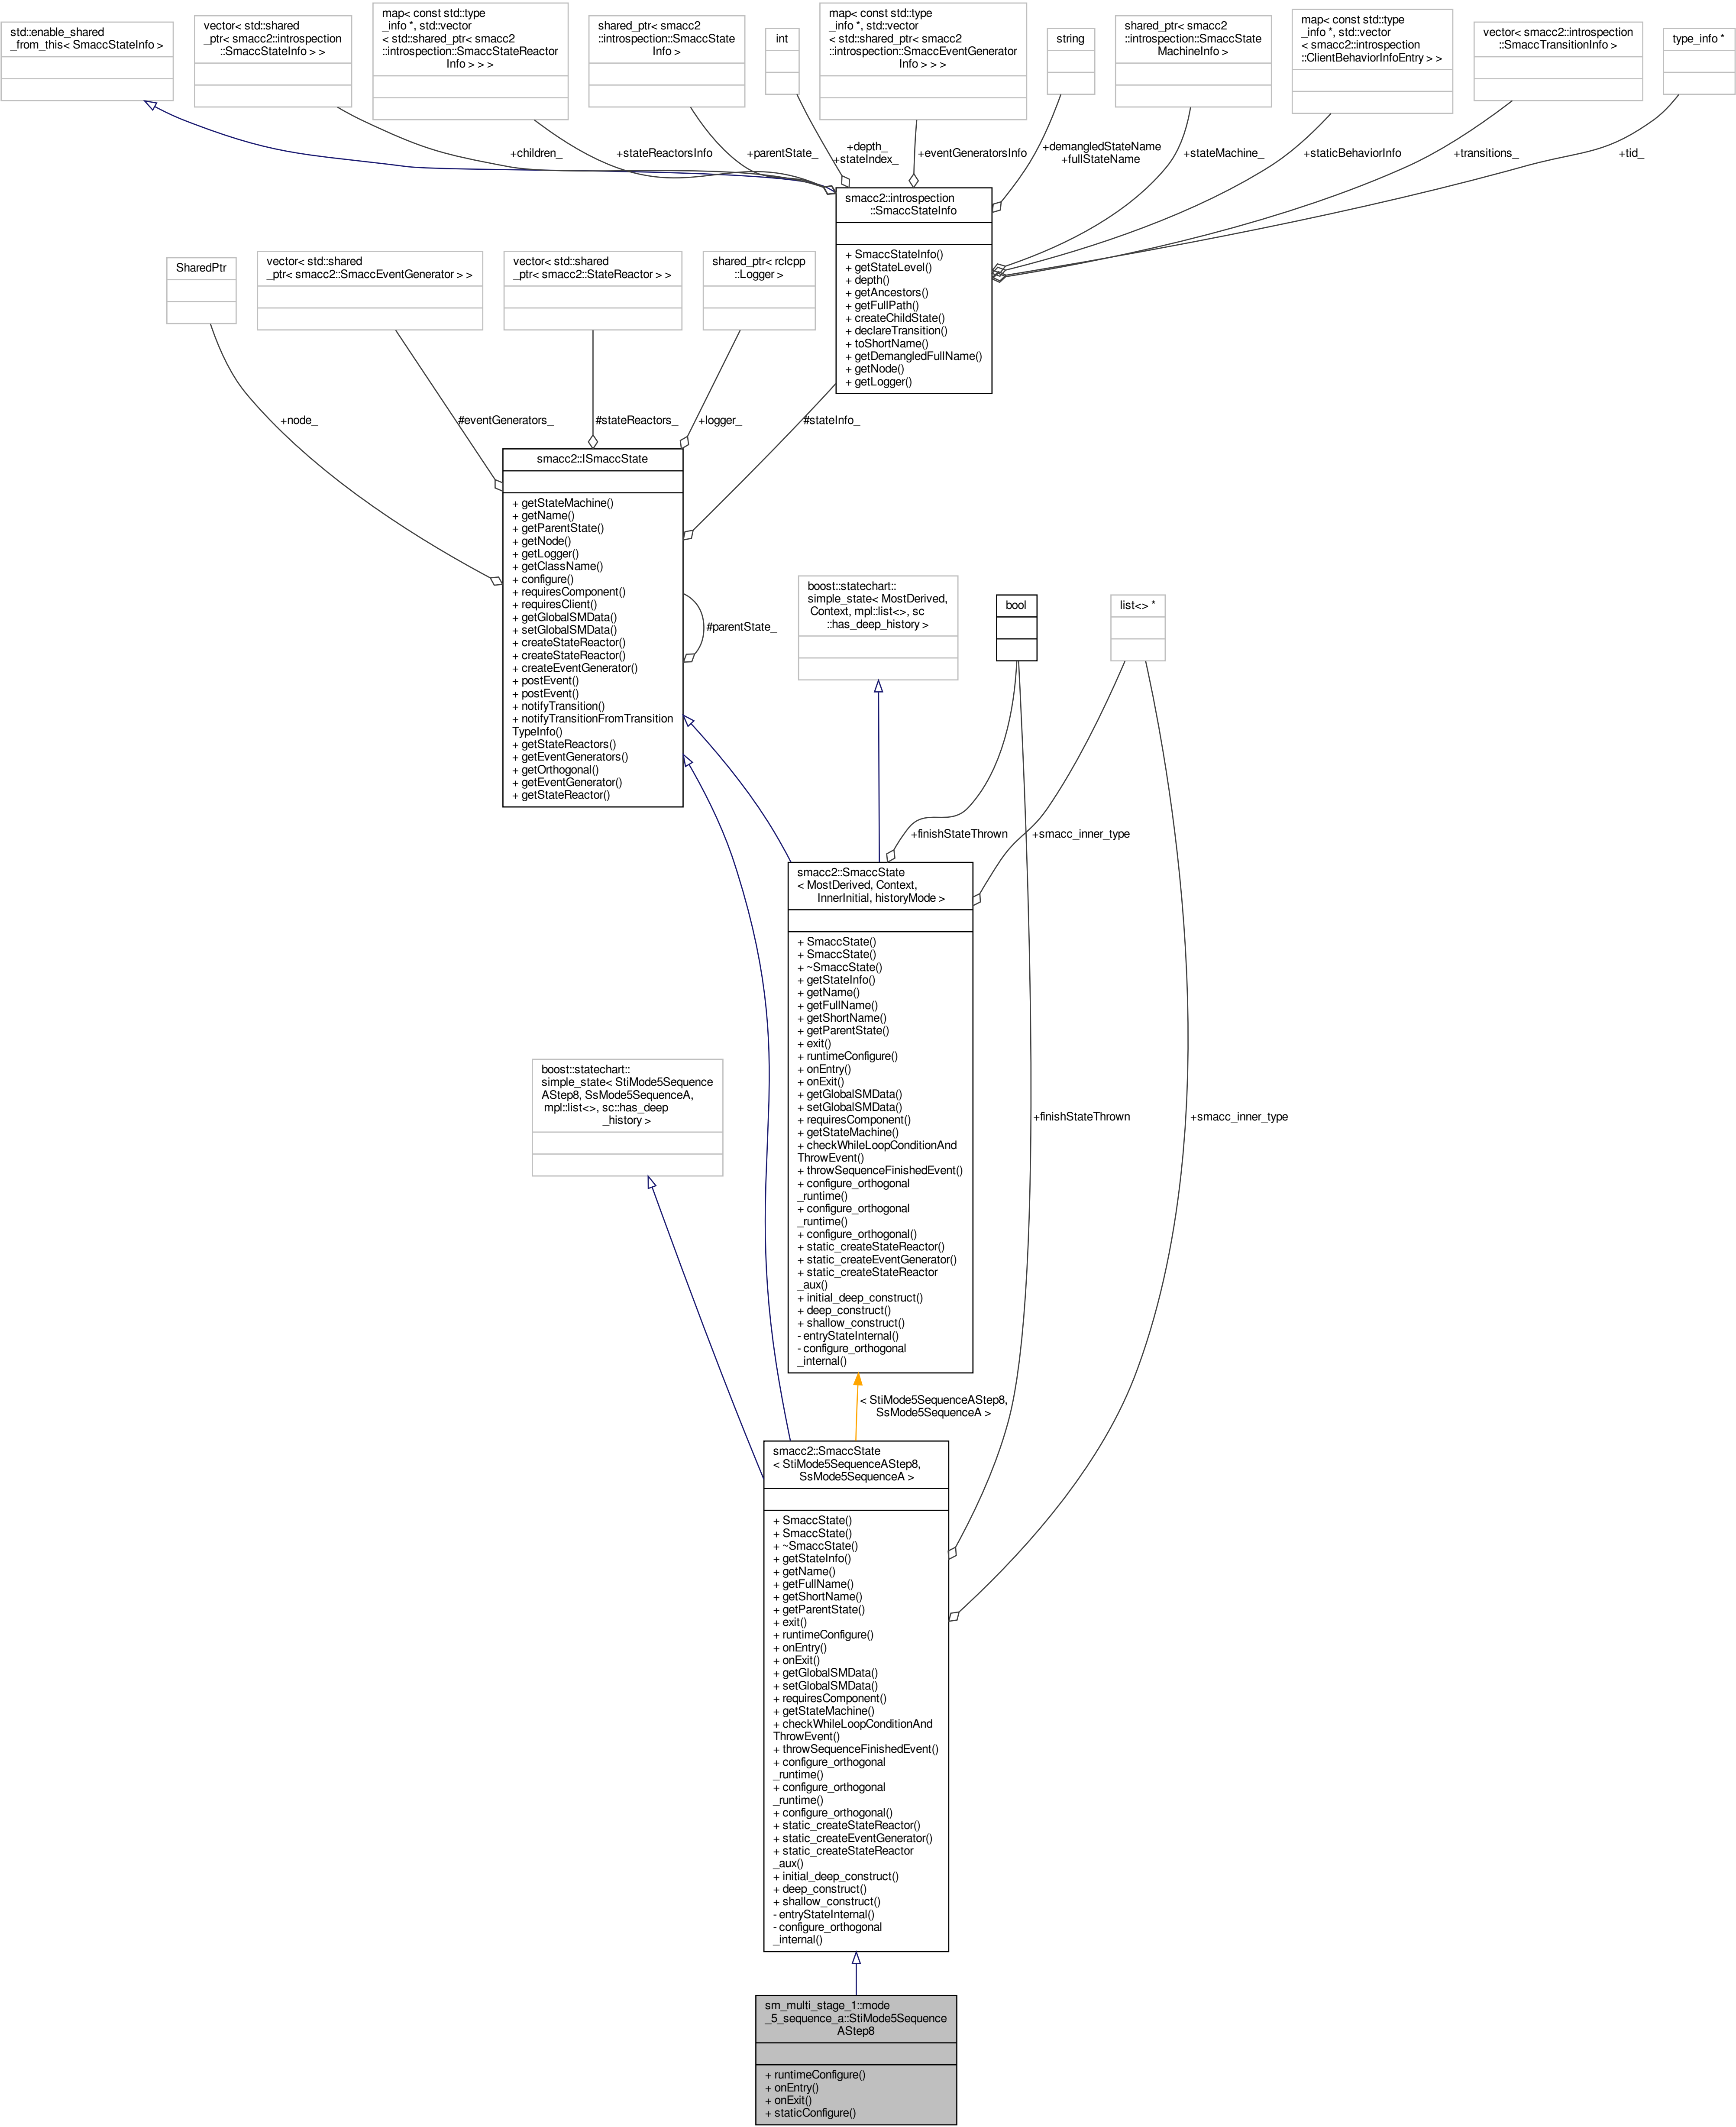 std::enable_shared
_from_this< SmaccStateInfo >
vector< std::shared
_ptr< smacc2::introspection
::SmaccStateInfo > >
map< const std::type
_info *, std::vector
< std::shared_ptr< smacc2
::introspection::SmaccStateReactor
Info > > >
shared_ptr< smacc2
::introspection::SmaccState
Info >
int
map< const std::type
_info *, std::vector
< std::shared_ptr< smacc2
::introspection::SmaccEventGenerator
Info > > >
string
shared_ptr< smacc2
::introspection::SmaccState
MachineInfo >
map< const std::type
_info *, std::vector
< smacc2::introspection
::ClientBehaviorInfoEntry > >
vector< smacc2::introspection
::SmaccTransitionInfo >
type_info *
+children_
+stateReactorsInfo
+parentState_
+depth_
+stateIndex_
+eventGeneratorsInfo
+demangledStateName
+fullStateName
+stateMachine_
+staticBehaviorInfo
+transitions_
+tid_
smacc2::introspection
::SmaccStateInfo
+ SmaccStateInfo()
+ getStateLevel()
+ depth()
+ getAncestors()
+ getFullPath()
+ createChildState()
+ declareTransition()
+ toShortName()
+ getDemangledFullName()
+ getNode()
+ getLogger()
SharedPtr
vector< std::shared
_ptr< smacc2::SmaccEventGenerator > >
vector< std::shared
_ptr< smacc2::StateReactor > >
shared_ptr< rclcpp
::Logger >
+node_
#eventGenerators_
#stateReactors_
+logger_
#stateInfo_
smacc2::ISmaccState
+ getStateMachine()
+ getName()
+ getParentState()
+ getNode()
+ getLogger()
+ getClassName()
+ configure()
+ requiresComponent()
+ requiresClient()
+ getGlobalSMData()
+ setGlobalSMData()
+ createStateReactor()
+ createStateReactor()
+ createEventGenerator()
+ postEvent()
+ postEvent()
+ notifyTransition()
+ notifyTransitionFromTransition
TypeInfo()
+ getStateReactors()
+ getEventGenerators()
+ getOrthogonal()
+ getEventGenerator()
+ getStateReactor()
#parentState_
boost::statechart::
simple_state< MostDerived,
Context, mpl::list<>, sc
::has_deep_history >
bool
list<> *
+finishStateThrown
+smacc_inner_type
smacc2::SmaccState
< MostDerived, Context,
InnerInitial, historyMode >
+ SmaccState()
+ SmaccState()
+ ~SmaccState()
+ getStateInfo()
+ getName()
+ getFullName()
+ getShortName()
+ getParentState()
+ exit()
+ runtimeConfigure()
+ onEntry()
+ onExit()
+ getGlobalSMData()
+ setGlobalSMData()
+ requiresComponent()
+ getStateMachine()
+ checkWhileLoopConditionAnd
ThrowEvent()
+ throwSequenceFinishedEvent()
+ configure_orthogonal
_runtime()
+ configure_orthogonal
_runtime()
+ configure_orthogonal()
+ static_createStateReactor()
+ static_createEventGenerator()
+ static_createStateReactor
_aux()
+ initial_deep_construct()
+ deep_construct()
+ shallow_construct()
- entryStateInternal()
- configure_orthogonal
_internal()
boost::statechart::
simple_state< StiMode5Sequence
AStep8, SsMode5SequenceA,
mpl::list<>, sc::has_deep
_history >
+finishStateThrown
+smacc_inner_type
< StiMode5SequenceAStep8,
SsMode5SequenceA >
smacc2::SmaccState
< StiMode5SequenceAStep8,
SsMode5SequenceA >
+ SmaccState()
+ SmaccState()
+ ~SmaccState()
+ getStateInfo()
+ getName()
+ getFullName()
+ getShortName()
+ getParentState()
+ exit()
+ runtimeConfigure()
+ onEntry()
+ onExit()
+ getGlobalSMData()
+ setGlobalSMData()
+ requiresComponent()
+ getStateMachine()
+ checkWhileLoopConditionAnd
ThrowEvent()
+ throwSequenceFinishedEvent()
+ configure_orthogonal
_runtime()
+ configure_orthogonal
_runtime()
+ configure_orthogonal()
+ static_createStateReactor()
+ static_createEventGenerator()
+ static_createStateReactor
_aux()
+ initial_deep_construct()
+ deep_construct()
+ shallow_construct()
- entryStateInternal()
- configure_orthogonal
_internal()
sm_multi_stage_1::mode
_5_sequence_a::StiMode5Sequence
AStep8
+ runtimeConfigure()
+ onEntry()
+ onExit()
+ staticConfigure()